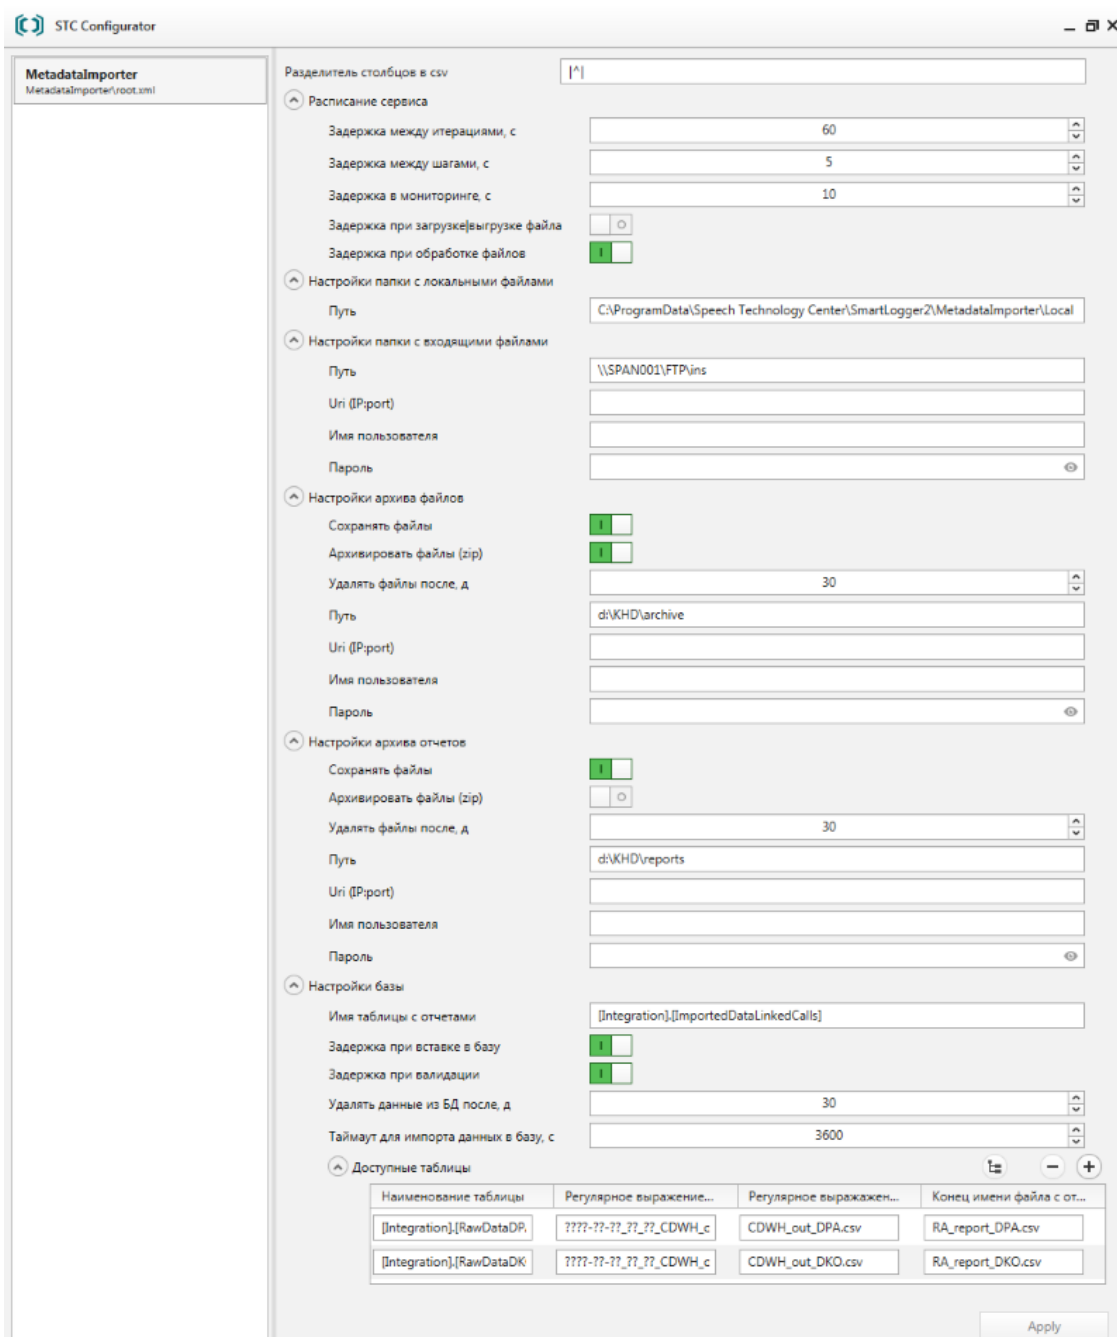 STC Configurator
MetadataImporter
MetadataImporter\root.xml
Разделитель столбцов в csv |^|
Расписание сервиса
Задержка между итерациями, с 60
Задержка между шагами, с 5
Задержка в мониторинге, с 10
Задержка при загрузке|выгрузке файла
Задержка при обработке файлов
Настройки папки с локальными файлами
Путь C:\ProgramData\Speech Technology Center\SmartLogger2\MetadataImporter\Local
Настройки папки с входящими файлами
Путь \\SPAN001\FTP\ins
Uri (IP:port)
Имя пользователя
Пароль
Настройки архива файлов
Сохранять файлы
Архивировать файлы (zip)
Удалять файлы после, д 30
Путь d:\KHD\archive
Uri (IP:port)
Имя пользователя
Пароль
Настройки архива отчетов
Сохранять файлы
Архивировать файлы (zip)
Удалять файлы после, д 30
Путь d:\KHD\reports
Uri (IP:port)
Имя пользователя
Пароль
Настройки базы
Имя таблицы с отчетами [Integration].[ImportedDataLinkedCalls]
Задержка при вставке в базу
Задержка при валидации
Удалять данные из БД после, д 30
Таймаут для импорта данных в базу, с 3600
Доступные таблицы
Наименование таблицы Регулярное выражение... Регулярное выражажен... Конец имени файла с от...
[Integration].[RawDataDP. ????-??-??_??_??_CDWH_c CDWH_out_DPA.csv RA_report_DPA.csv
[Integration].[RawDataDK ????-??-??_??_??_CDWH_c CDWH_out_DKO.csv RA_report_DKO.csv
Apply